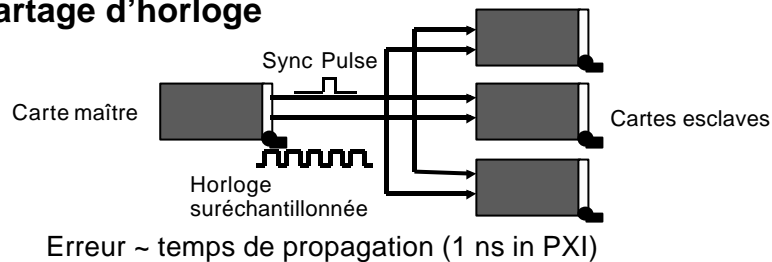 artage d'horloge
Sync Pulse
Carte maître
Cartes esclaves
Horloge
suréchantillonnée
Erreur ~ temps de propagation (1 ns in PXI)